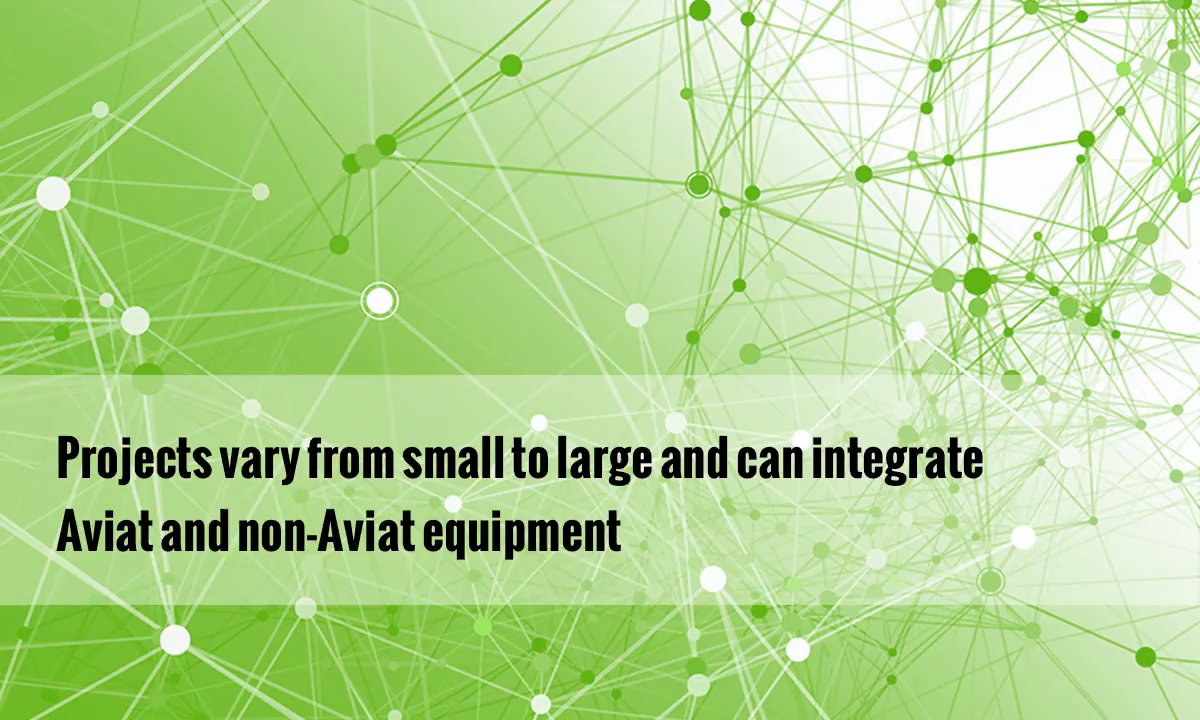 Projects vary from small to large and can integrate
Aviat and non-Aviat equipment